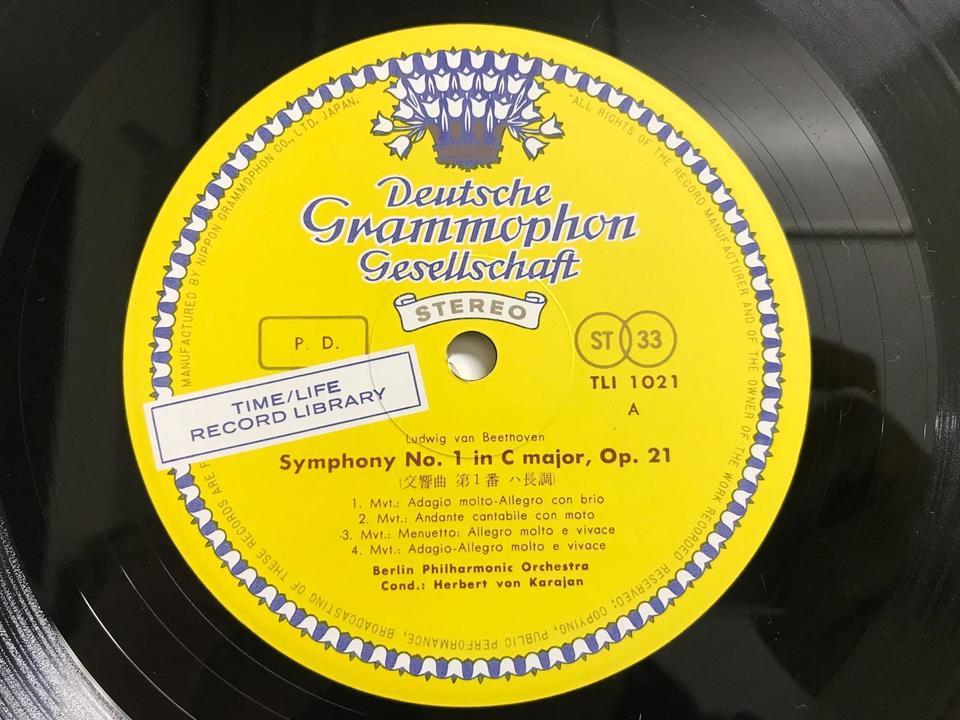 Deutsche
Grammophon
Gesellschaft
STEREO
P. D.
ST 33
TLI 1021
A
TIME/LIFE
RECORD LIBRARY
Ludwig van Beethoven
Symphony No. 1 in C major, Op. 21
(交響曲 第1番 ハ長調)
1. Mvt.: Adagio molto-Allegro con brio
2. Mvt.: Andante cantabile con moto
3. Mvt.: Menuetto: Allegro molto e vivace
4. Mvt.: Adagio-Allegro molto e vivace
Berlin Philharmonic Orchestra
Cond.: Herbert von Karajan
ALL RIGHTS OF THE RECORD MANUFACTURER AND OF THE OWNER OF THE WORK RECORDED RESERVED; COPYING, PUBLIC PERFORMANCE, BROADCASTING OF THESE RECORDS ARE
MANUFACTURED BY NIPPON GRAMMOPHON CO., LTD. JAPAN.